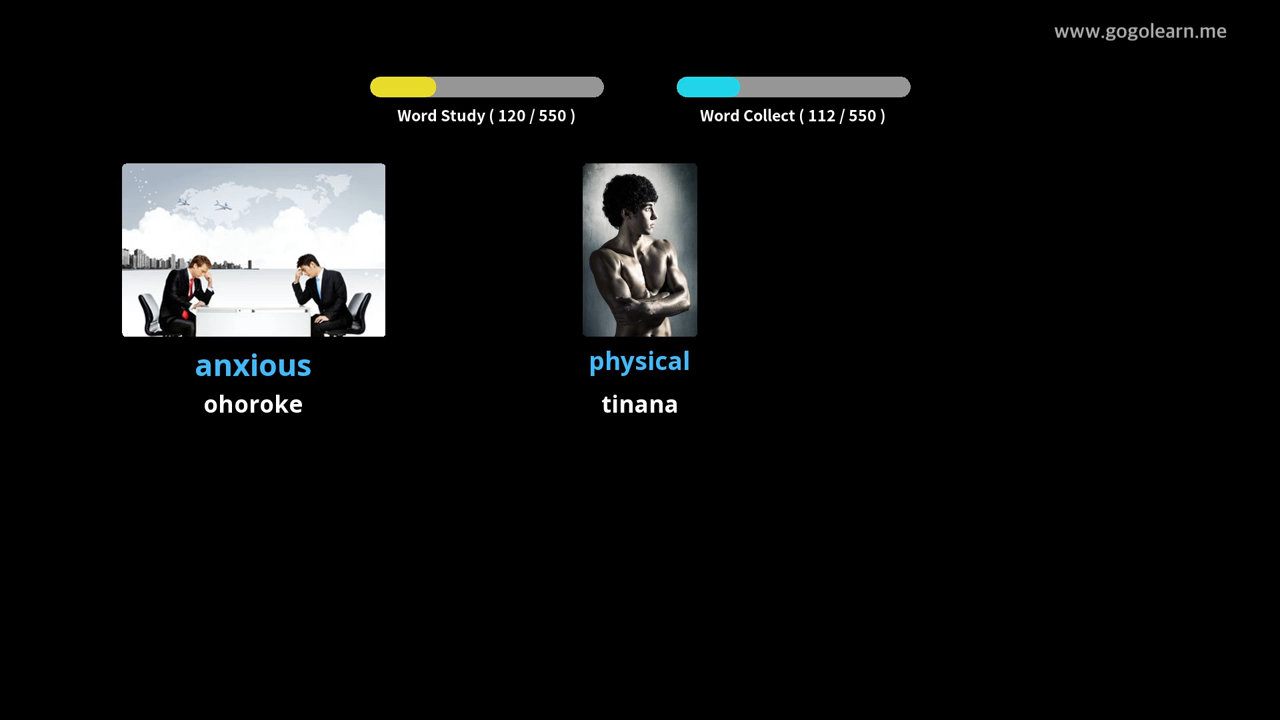 www.gogolearn.me
Word Study ( 120 / 550 )
Word Collect ( 112 / 550 )
anxious
ohoroke
physical
tinana